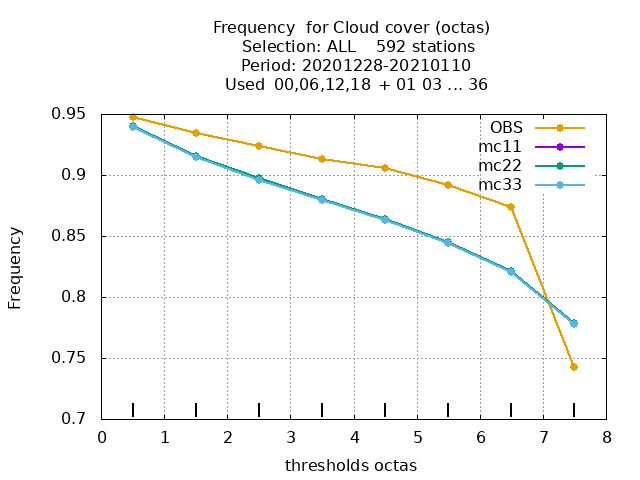 Frequency  for Cloud cover (octas)
Selection: ALL    592 stations
Period: 20201228-20210110
Used  00,06,12,18  + 01 03 ... 36
0.95
0.9
0.85
0.8
0.75
0.7
Frequency
OBS
mc11
mc22
mc33
0 1 2 3 4 5 6 7 8
thresholds octas